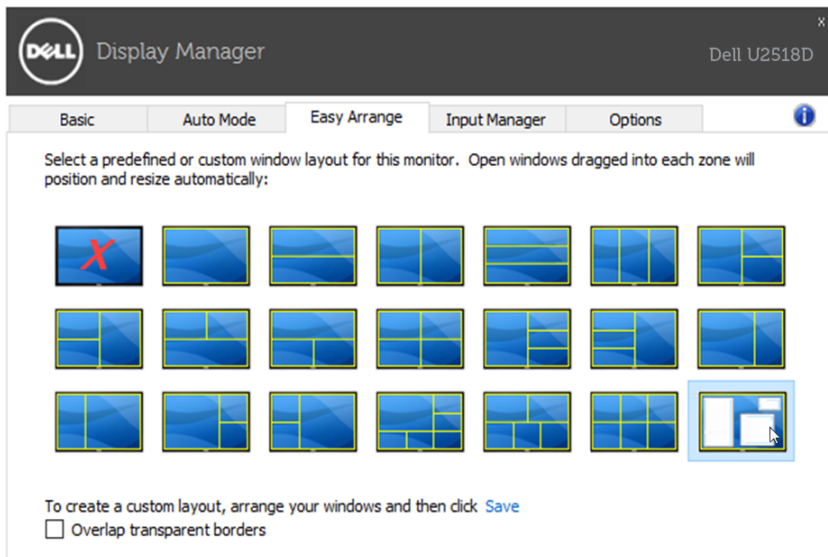 DELL
Display Manager
X
Dell U2518D
Basic
Auto Mode
Easy Arrange
Input Manager
Options
i
Select a predefined or custom window layout for this monitor. Open windows dragged into each zone will
position and resize automatically:
X
To create a custom layout, arrange your windows and then click Save
Overlap transparent borders